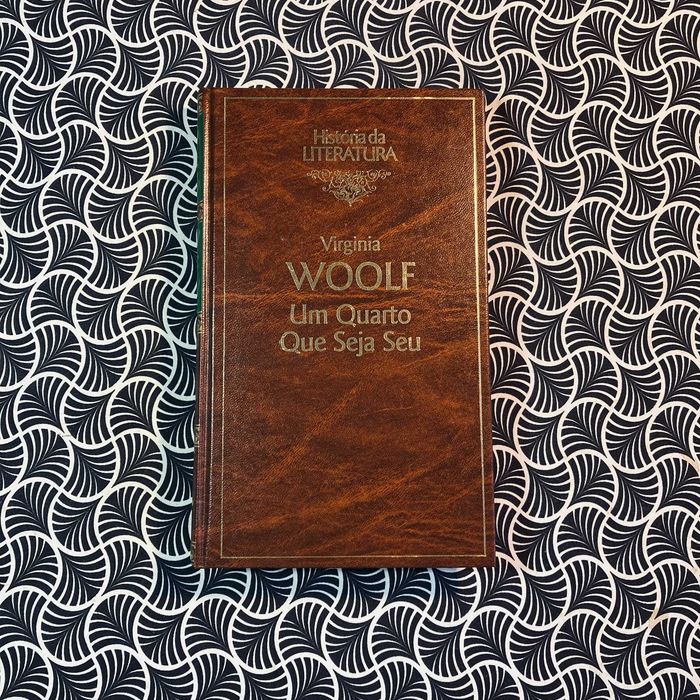 História da
LITERATURA
Virginia
WOOLF
Um Quarto
Que Seja Seu